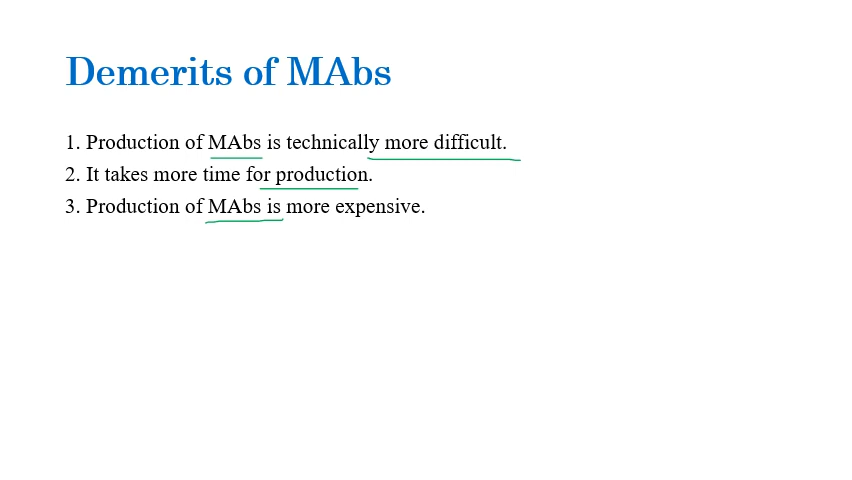 Demerits of MAbs
1. Production of MAbs is technically more difficult.
2. It takes more time for production.
3. Production of MAbs is more expensive.